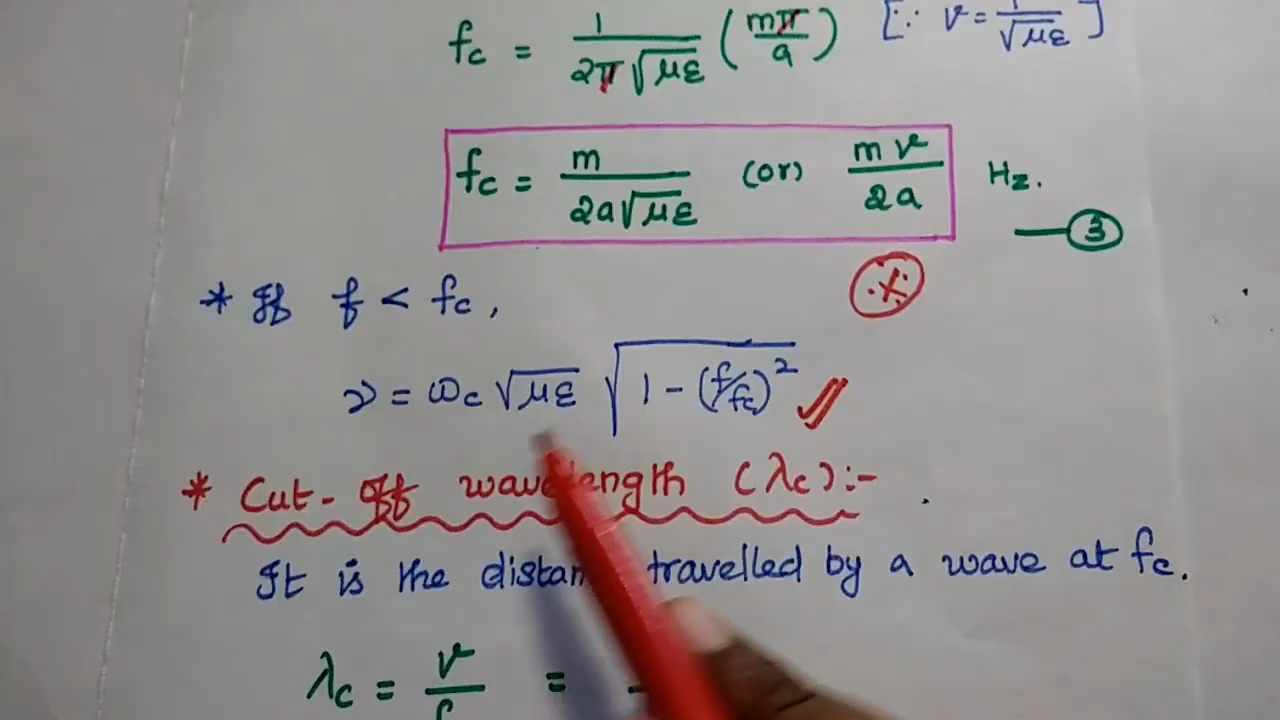 fc = 1 / 2π√με (mπ / a) [∵ v = 1 / √με ]
fc = m / 2a√με (or) mv / 2a Hz. — ③
* If f < fc,
ν = ωc √με √1 - (f/fc)²
* Cut-off wavelength (λc):-
It is the distan travelled by a wave at fc.
λc = v / f =